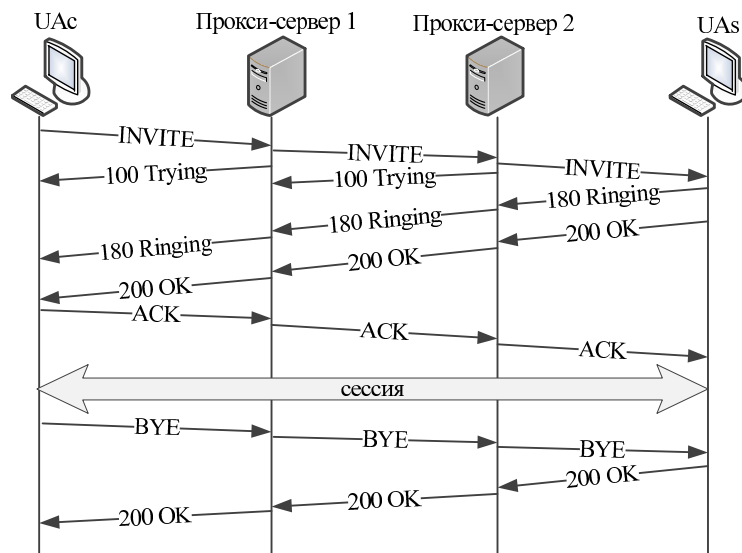 UAc
Прокси-сервер 1
Прокси-сервер 2
UAs
INVITE
INVITE
INVITE
100 Trying
100 Trying
180 Ringing
180 Ringing
180 Ringing
200 OK
200 OK
200 OK
ACK
ACK
ACK
сессия
BYE
BYE
BYE
200 OK
200 OK
200 OK